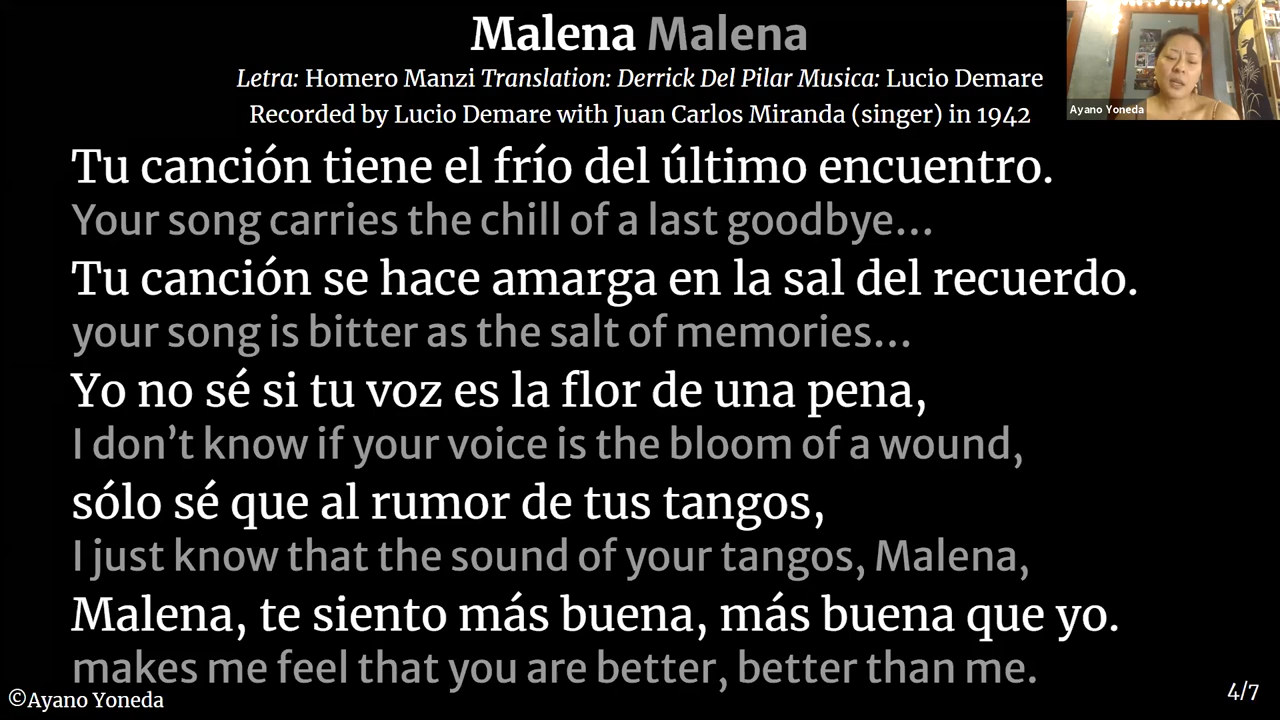 Malena Malena
Letra: Homero Manzi Translation: Derrick Del Pilar Musica: Lucio Demare
Recorded by Lucio Demare with Juan Carlos Miranda (singer) in 1942
Ayano Yoneda
Tu canción tiene el frío del último encuentro.
Your song carries the chill of a last goodbye...
Tu canción se hace amarga en la sal del recuerdo.
your song is bitter as the salt of memories...
Yo no sé si tu voz es la flor de una pena,
I don’t know if your voice is the bloom of a wound,
sólo sé que al rumor de tus tangos,
I just know that the sound of your tangos, Malena,
Malena, te siento más buena, más buena que yo.
makes me feel that you are better, better than me.
©Ayano Yoneda
4/7